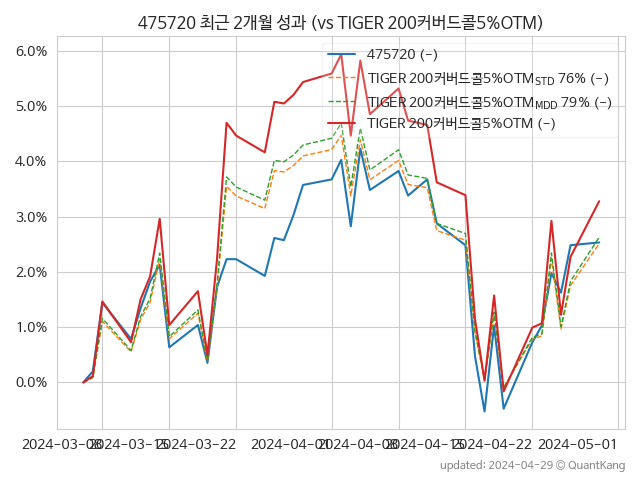 475720 최근 2개월 성과 (vs TIGER 200커버드콜5%OTM)
475720 (-)
TIGER 200커버드콜5%OTM STD 76% (-)
TIGER 200커버드콜5%OTM MDD 79% (-)
TIGER 200커버드콜5%OTM (-)
6.0%
5.0%
4.0%
3.0%
2.0%
1.0%
0.0%
2024-03-08 2024-03-15 2024-03-22 2024-04-01 2024-04-08 2024-04-15 2024-04-22 2024-05-01
updated: 2024-04-29 © QuantKang